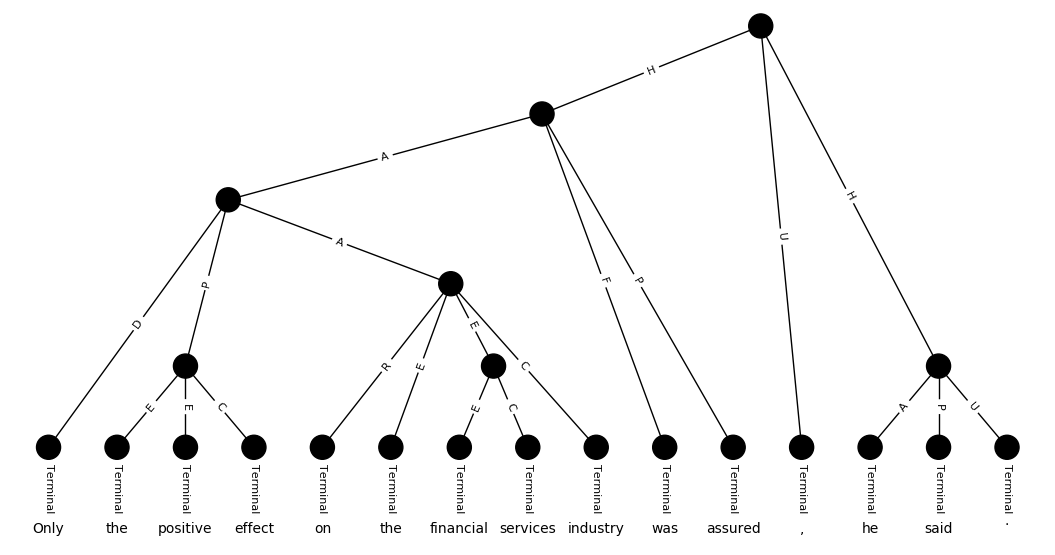 H
A
A
H
U
P
F
P
D
E
R
E
C
E
E
C
E
C
A
P
U
Terminal Terminal Terminal Terminal Terminal Terminal Terminal Terminal Terminal Terminal Terminal Terminal Terminal Terminal Terminal
Only the positive effect on the financial services industry was assured , he said .